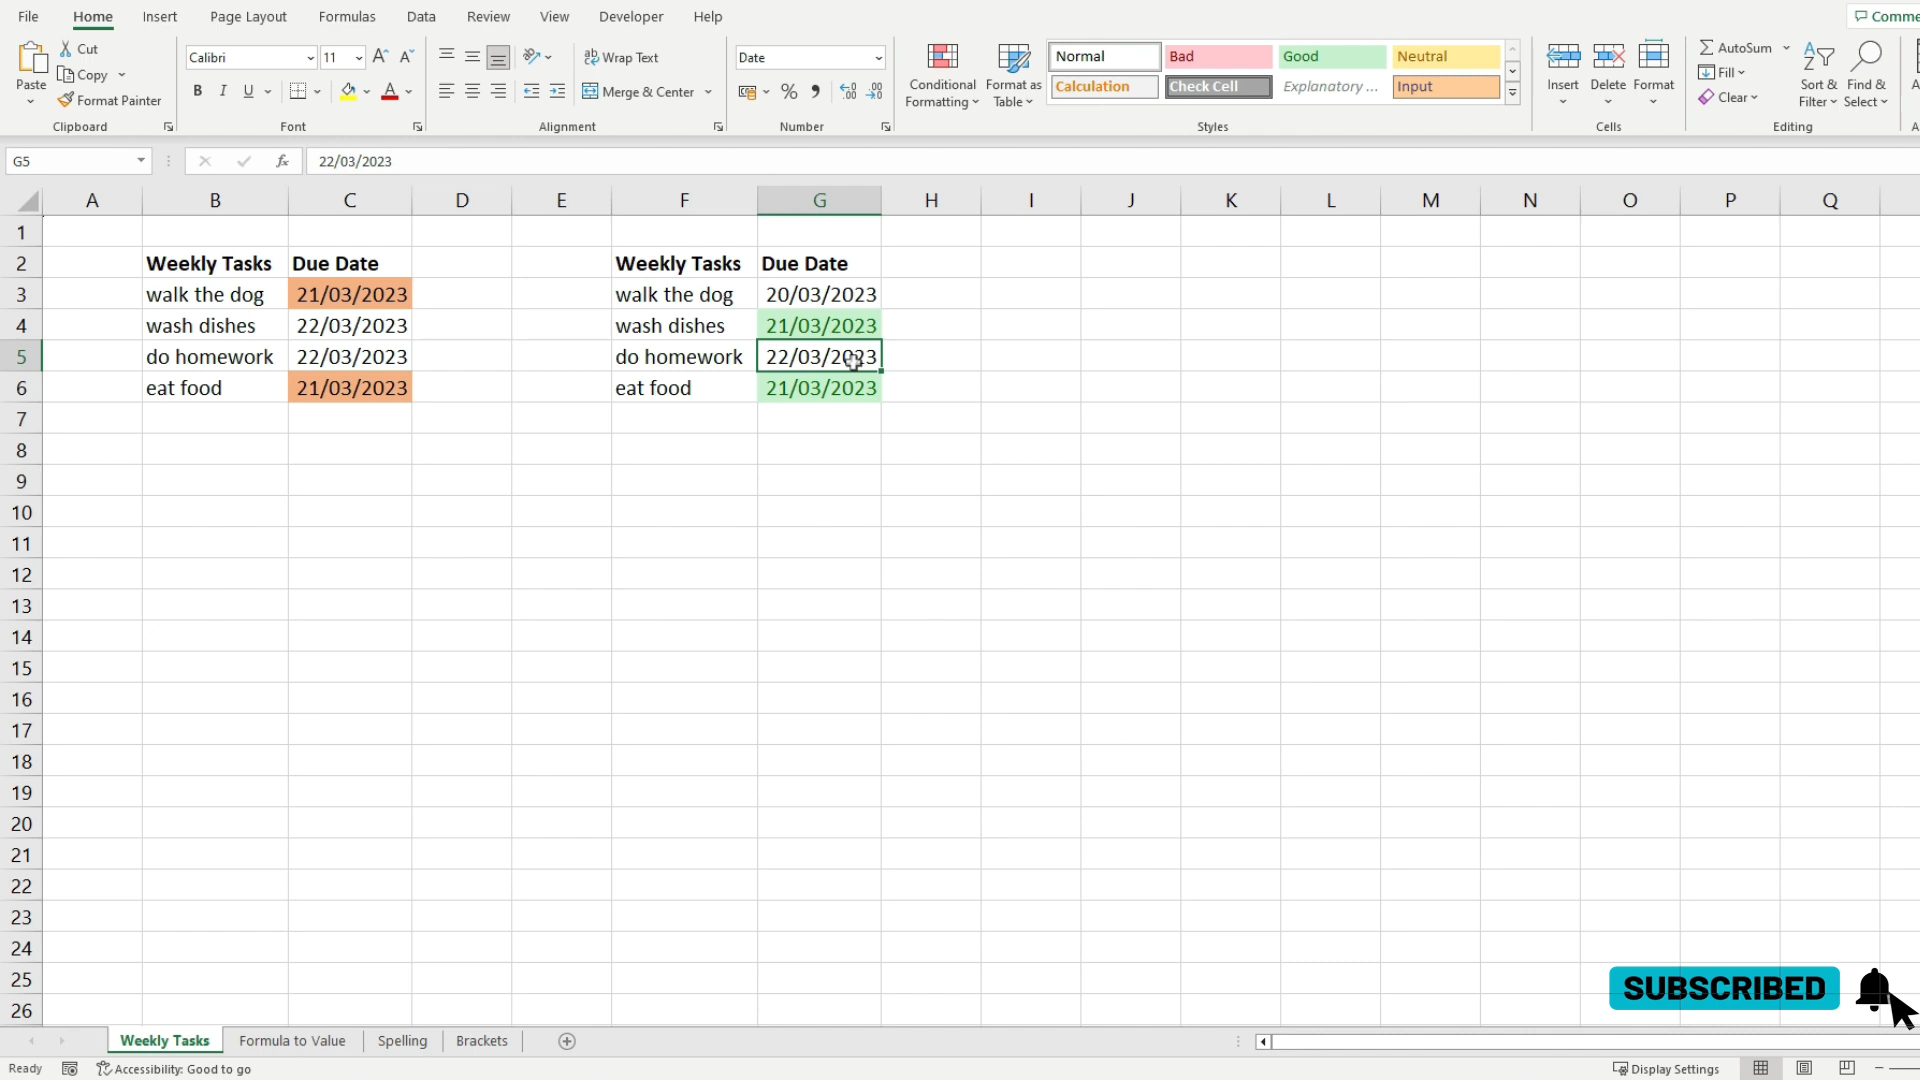 File Home Insert Page Layout Formulas Data Review View Developer Help
Cut
Copy
Format Painter
Paste
Clipboard
Calibri 11
B I U
Font
Wrap Text
Merge & Center
Alignment
Date
Number
Conditional Formatting
Format as Table
Normal Bad Good Neutral
Calculation Check Cell Explanatory ... Input
Styles
Insert Delete Format
Cells
AutoSum
Fill
Clear
Sort & Filter
Find & Select
Editing
G5 fx 22/03/2023
A B C D E F G H I J K L M N O P Q
1
2 Weekly Tasks Due Date Weekly Tasks Due Date
3 walk the dog 21/03/2023 walk the dog 20/03/2023
4 wash dishes 22/03/2023 wash dishes 21/03/2023
5 do homework 22/03/2023 do homework 22/03/2023
6 eat food 21/03/2023 eat food 21/03/2023
7
8
9
10
11
12
13
14
15
16
17
18
19
20
21
22
23
24
25
26
SUBSCRIBED
Weekly Tasks Formula to Value Spelling Brackets
Ready Accessibility: Good to go Display Settings